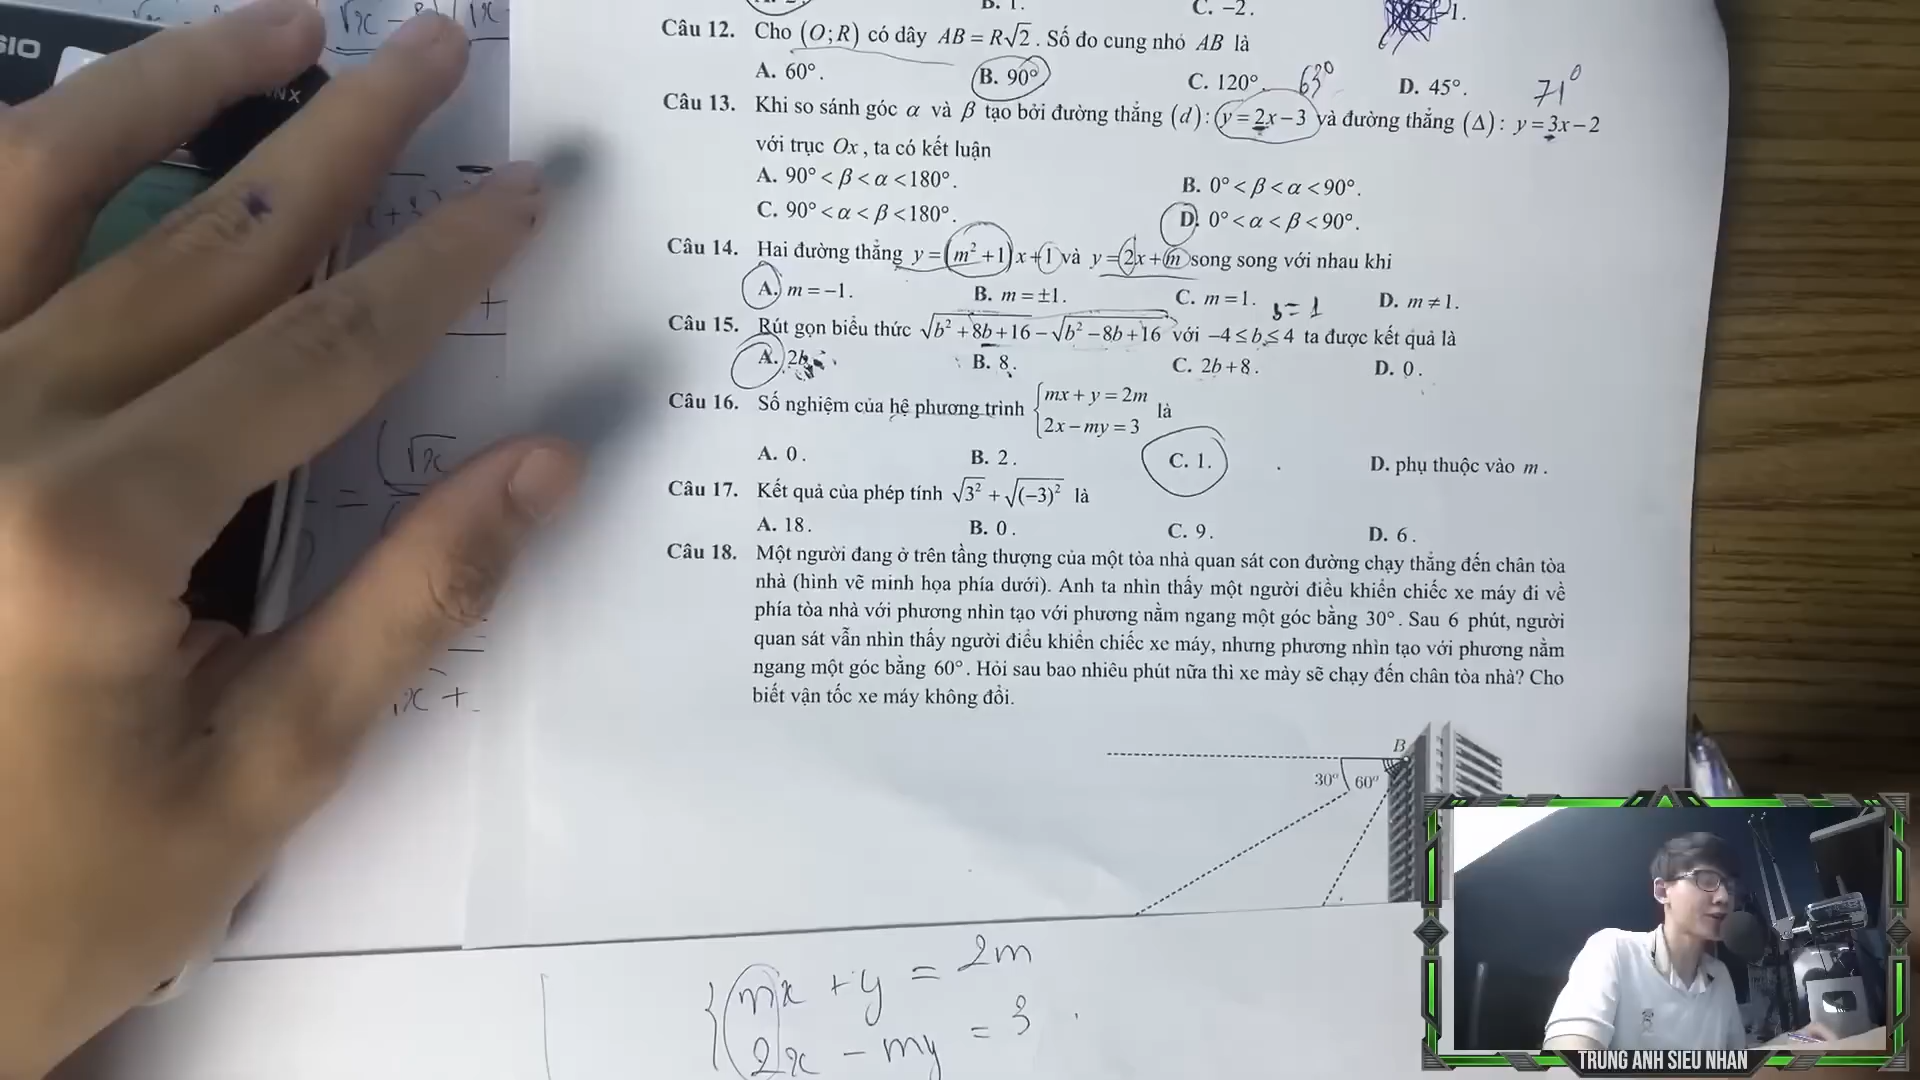 B. 1.
C. −2.
1.
Câu 12. Cho (O;R) có dây AB = R√2. Số đo cung nhỏ AB là
A. 60°.
B. 90°
C. 120°.
63°
D. 45°.
71°
Câu 13. Khi so sánh góc α và β tạo bởi đường thẳng (d): y = 2x − 3 và đường thẳng (Δ): y = 3x − 2
với trục Ox, ta có kết luận
A. 90° < β < α < 180°.
B. 0° < β < α < 90°.
C. 90° < α < β < 180°.
D. 0° < α < β < 90°.
Câu 14. Hai đường thẳng y = (m² + 1)x + 1 và y = 2x + m song song với nhau khi
A. m = −1.
B. m = ±1.
C. m = 1.
D. m ≠ 1.
b = 1
Câu 15. Rút gọn biểu thức √(b² + 8b + 16) − √(b² − 8b + 16) với −4 ≤ b ≤ 4 ta được kết quả là
A. 2b
B. 8.
C. 2b + 8.
D. 0.
Câu 16. Số nghiệm của hệ phương trình { mx + y = 2m
2x − my = 3 là
A. 0.
B. 2.
C. 1.
D. phụ thuộc vào m.
Câu 17. Kết quả của phép tính √3² + √(−3)² là
A. 18.
B. 0.
C. 9.
D. 6.
Câu 18. Một người đang ở trên tầng thượng của một tòa nhà quan sát con đường chạy thẳng đến chân tòa
nhà (hình vẽ minh họa phía dưới). Anh ta nhìn thấy một người điều khiển chiếc xe máy đi về
phía tòa nhà với phương nhìn tạo với phương nằm ngang một góc bằng 30°. Sau 6 phút, người
quan sát vẫn nhìn thấy người điều khiển chiếc xe máy, nhưng phương nhìn tạo với phương nằm
ngang một góc bằng 60°. Hỏi sau bao nhiêu phút nữa thì xe mày sẽ chạy đến chân tòa nhà? Cho
biết vận tốc xe máy không đổi.
B
30°
60°
{ mx + y = 2m
2x − my = 3
√x
=
x +
TRUNG ANH SIEU NHAN